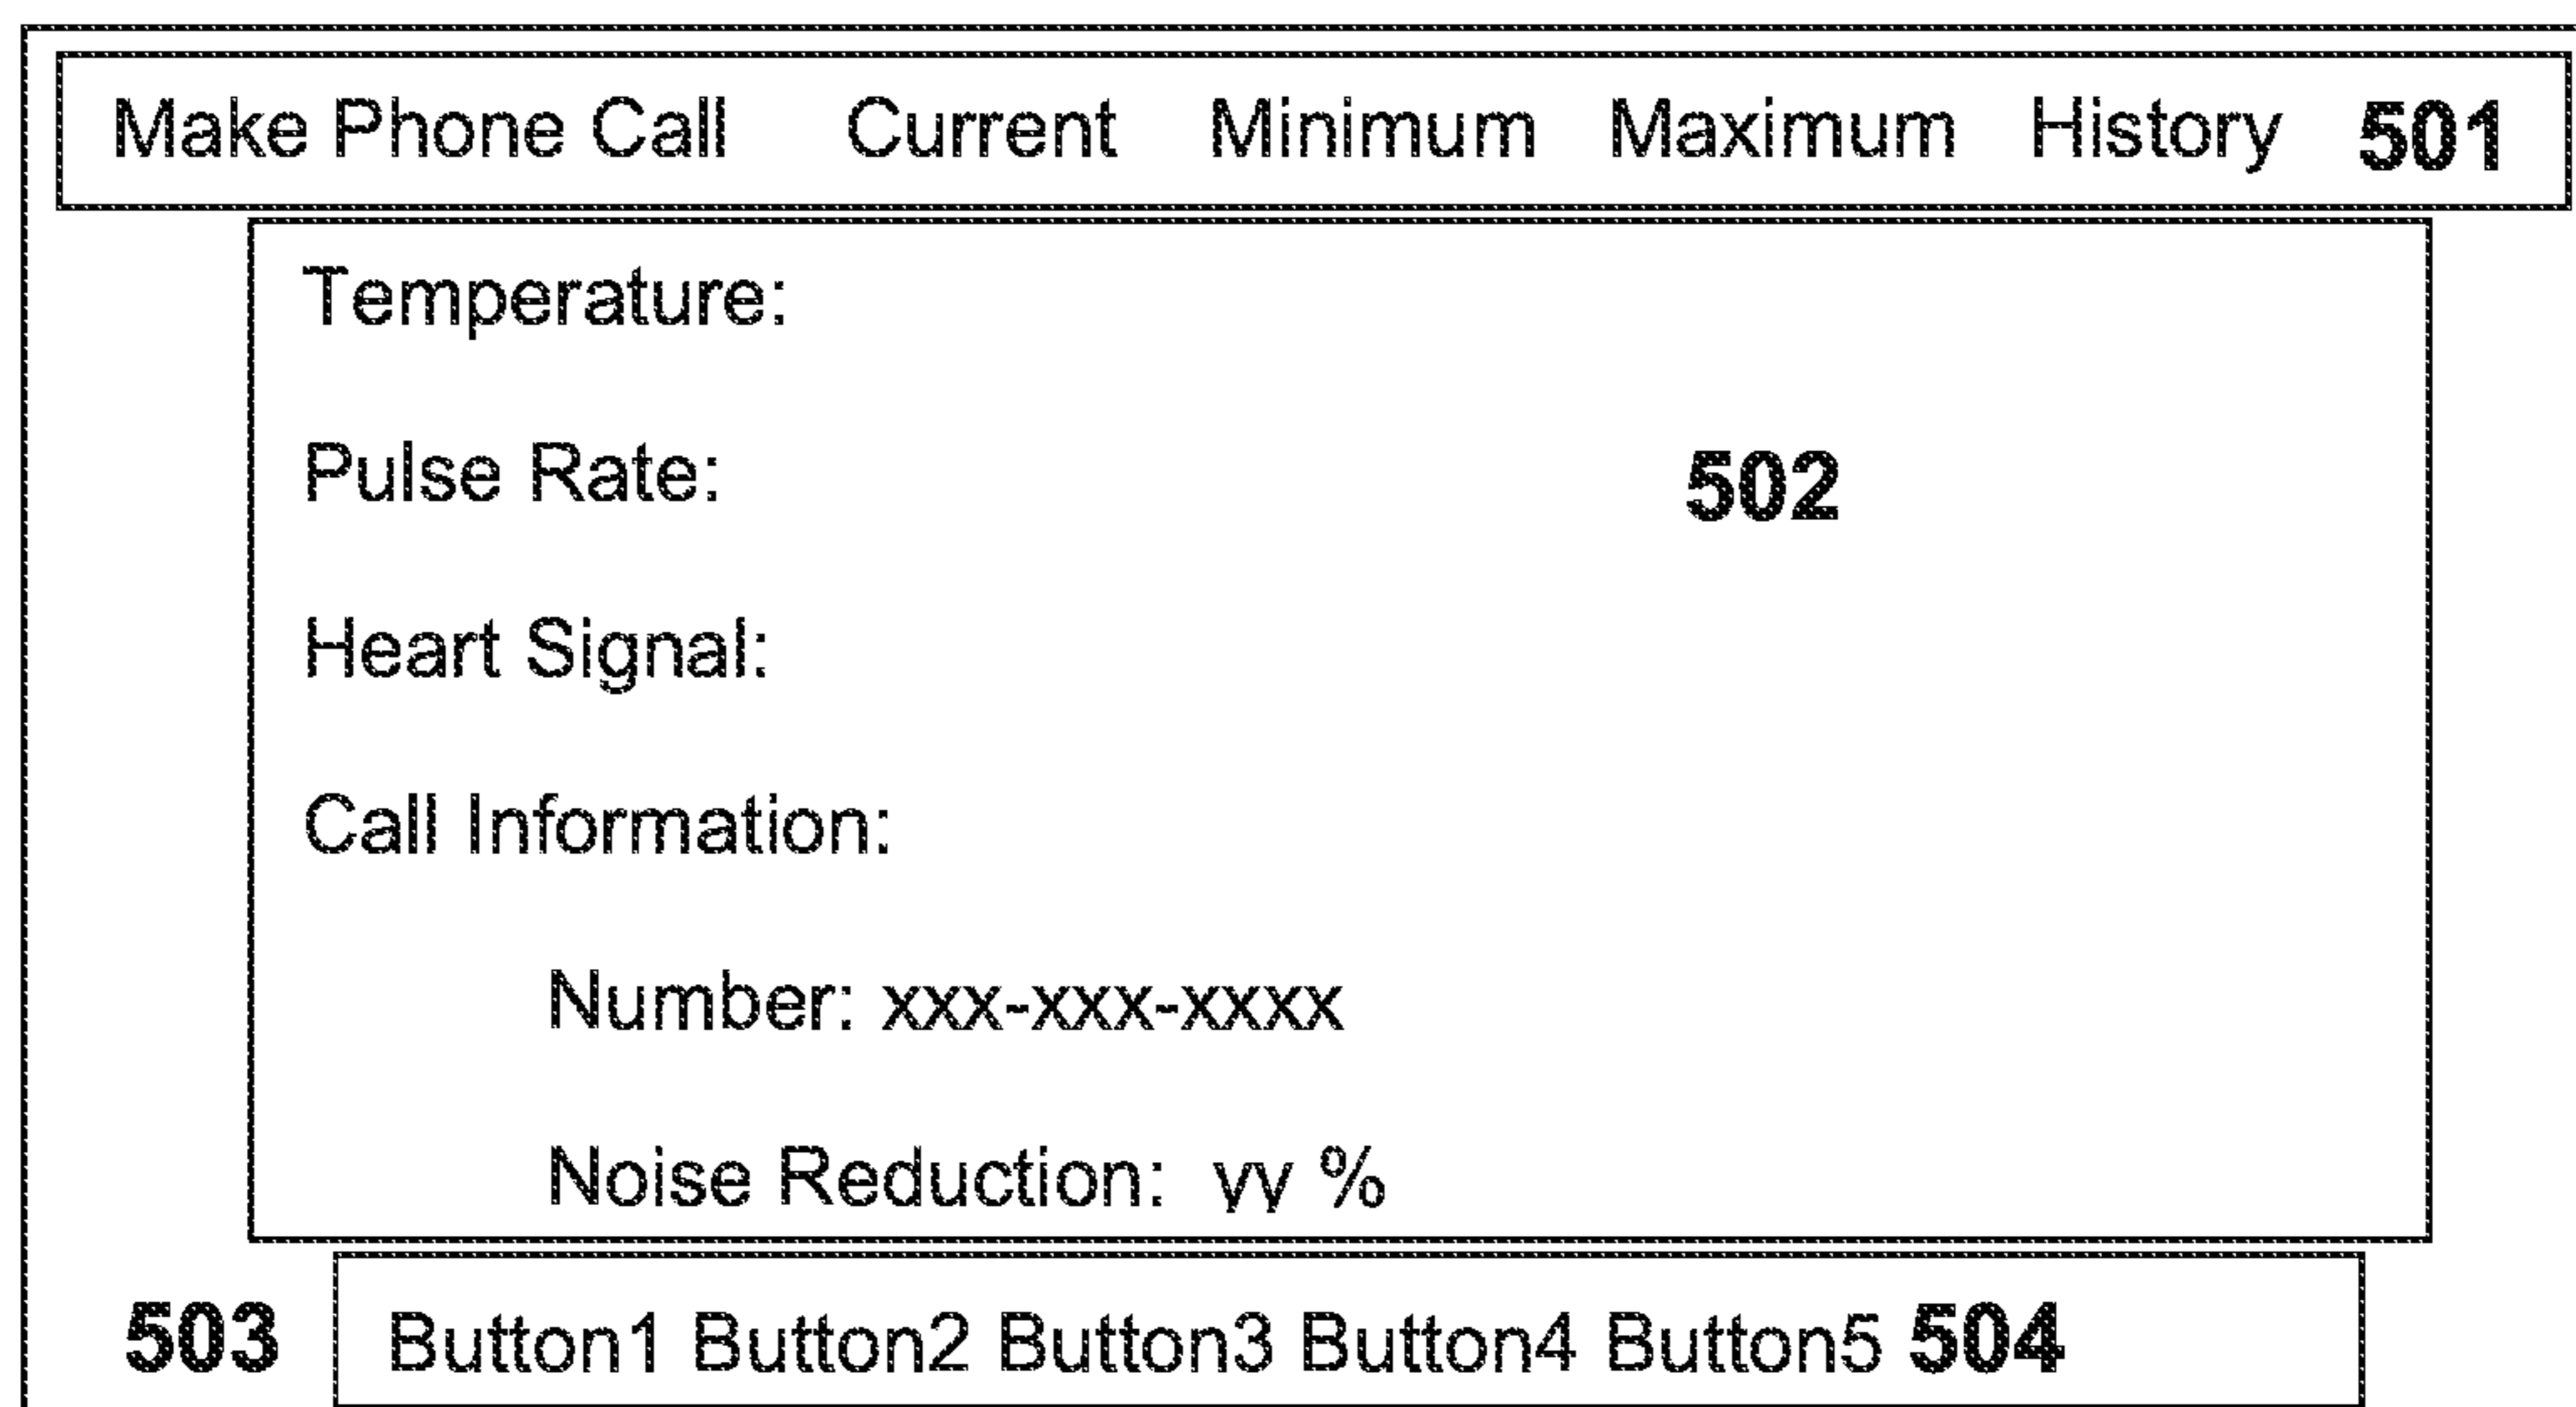 Make Phone Call Current Minimum Maximum History 501
Temperature:
Pulse Rate: 502
Heart Signal:
Call Information:
Number: xxx-xxx-xxxx
Noise Reduction: yy %
503 Button1 Button2 Button3 Button4 Button5 504